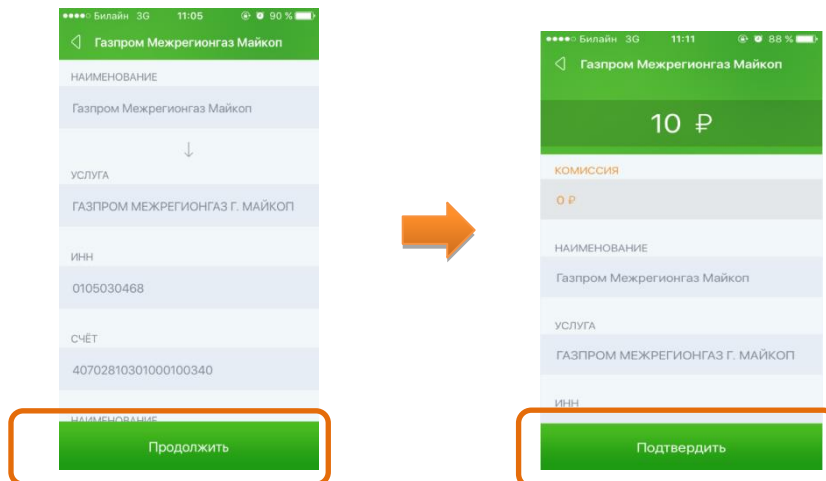 Билайн 3G 11:05 90 %
Газпром Межрегионгаз Майкоп
НАИМЕНОВАНИЕ
Газпром Межрегионгаз Майкоп
↓
УСЛУГА
ГАЗПРОМ МЕЖРЕГИОНГАЗ Г. МАЙКОП
ИНН
0105030468
СЧЁТ
40702810301000100340
НАИМЕНОВАНИЕ
Продолжить
Билайн 3G 11:11 88 %
Газпром Межрегионгаз Майкоп
10 ₽
КОМИССИЯ
0 ₽
НАИМЕНОВАНИЕ
Газпром Межрегионгаз Майкоп
УСЛУГА
ГАЗПРОМ МЕЖРЕГИОНГАЗ Г. МАЙКОП
ИНН
Подтвердить